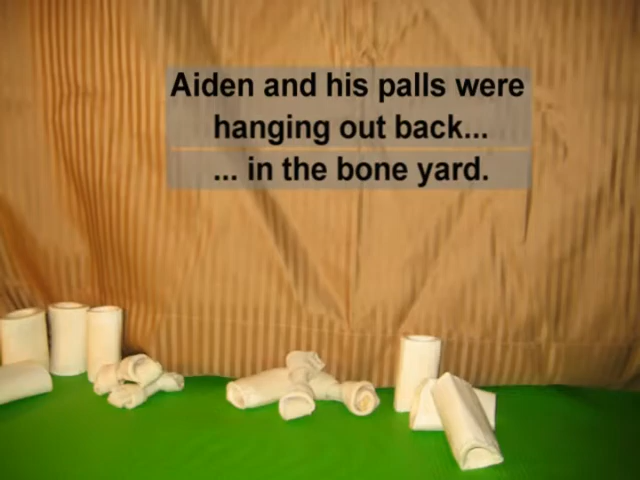 Aiden and his palls were
hanging out back...
... in the bone yard.